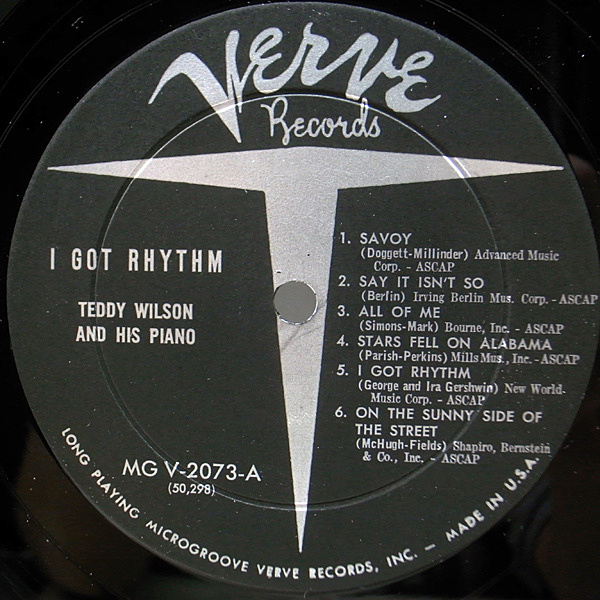 Verve
Records
I GOT RHYTHM
TEDDY WILSON
AND HIS PIANO
1. SAVOY
(Doggett-Millinder) Advanced Music
Corp. - ASCAP
2. SAY IT ISN'T SO
(Berlin) Irving Berlin Mus. Corp. - ASCAP
3. ALL OF ME
(Simons-Mark) Bourne, Inc. - ASCAP
4. STARS FELL ON ALABAMA
(Parish-Perkins) Mills Mus., Inc. - ASCAP
5. I GOT RHYTHM
(George and Ira Gershwin) New World-
Music Corp. - ASCAP
6. ON THE SUNNY SIDE OF
THE STREET
(McHugh-Fields) Shapiro, Bernstein
& Co., Inc. - ASCAP
MG V-2073-A
(50,298)
LONG PLAYING MICROGROOVE VERVE RECORDS, INC. — MADE IN U.S.A.